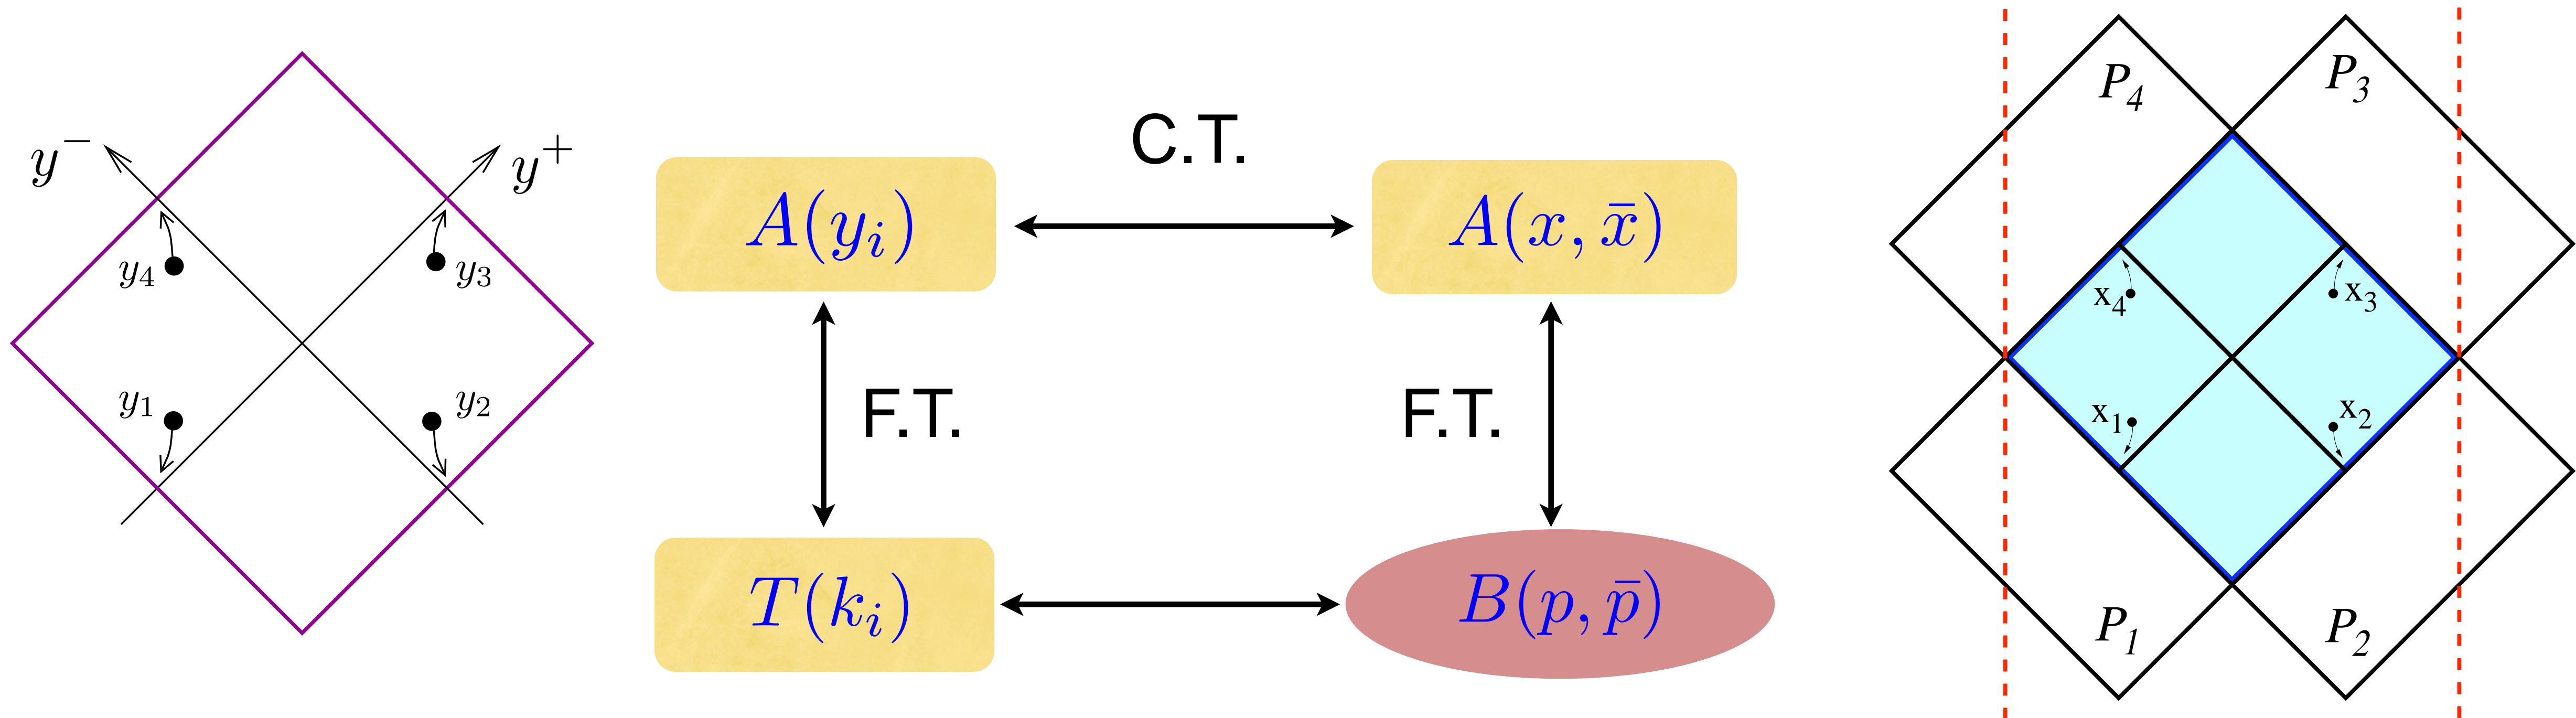 y⁻
y⁺
y₄
y₃
y₁
y₂
C.T.
A(yᵢ)
A(x, x̄)
F.T.
F.T.
T(kᵢ)
B(p, p̄)
P₄
P₃
x₄
x₃
x₁
x₂
P₁
P₂